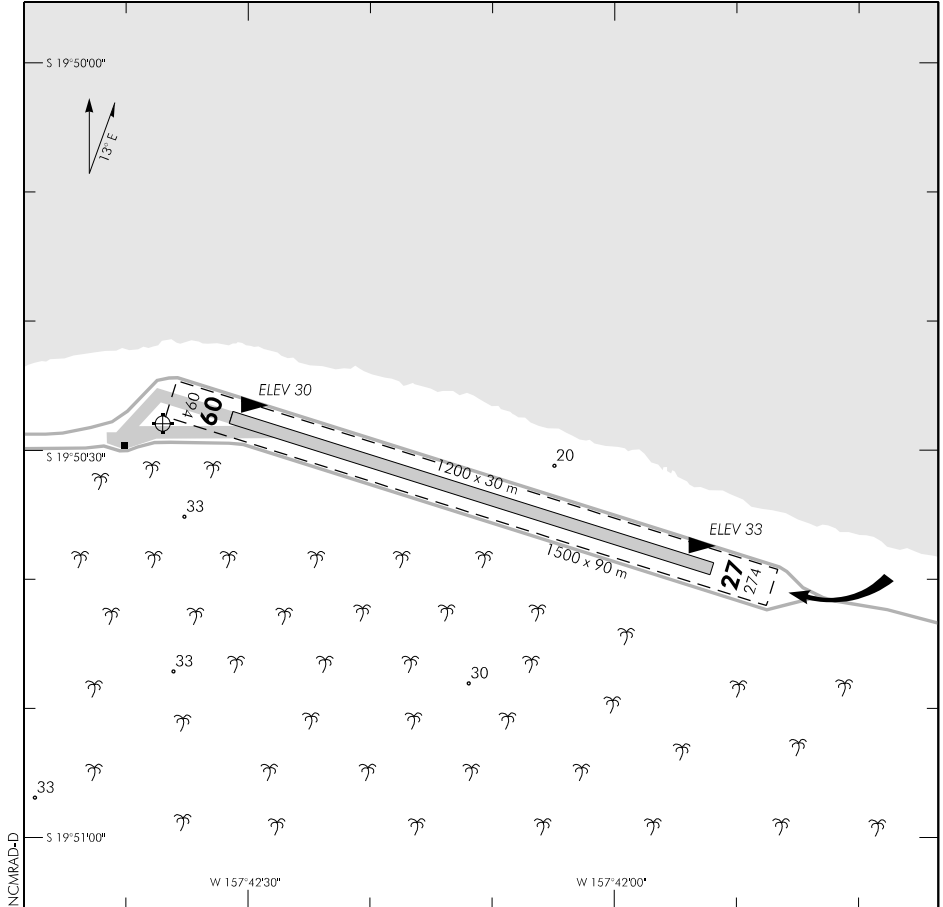 S 19°50'00"
13° E
ELEV 30
094
09
S 19°50'30"
1200 x 30 m
20
33
ELEV 33
1500 x 90 m
27
274
33
30
33
S 19°51'00"
W 157°42'30"
W 157°42'00"
NCMRAD-D